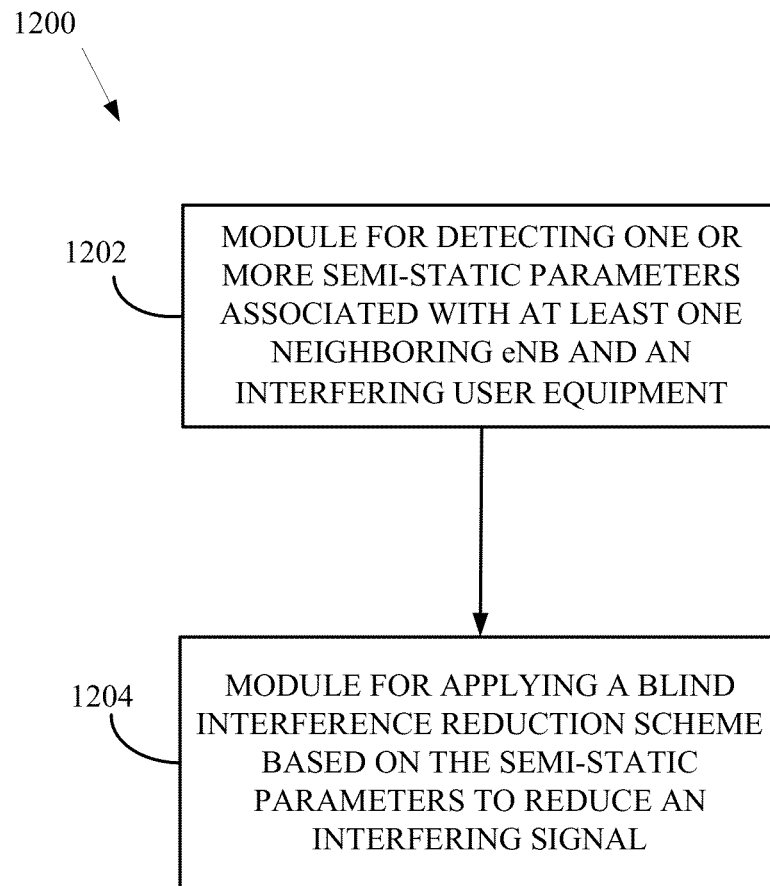 1200
1202
MODULE FOR DETECTING ONE OR
MORE SEMI-STATIC PARAMETERS
ASSOCIATED WITH AT LEAST ONE
NEIGHBORING eNB AND AN
INTERFERING USER EQUIPMENT
1204
MODULE FOR APPLYING A BLIND
INTERFERENCE REDUCTION SCHEME
BASED ON THE SEMI-STATIC
PARAMETERS TO REDUCE AN
INTERFERING SIGNAL